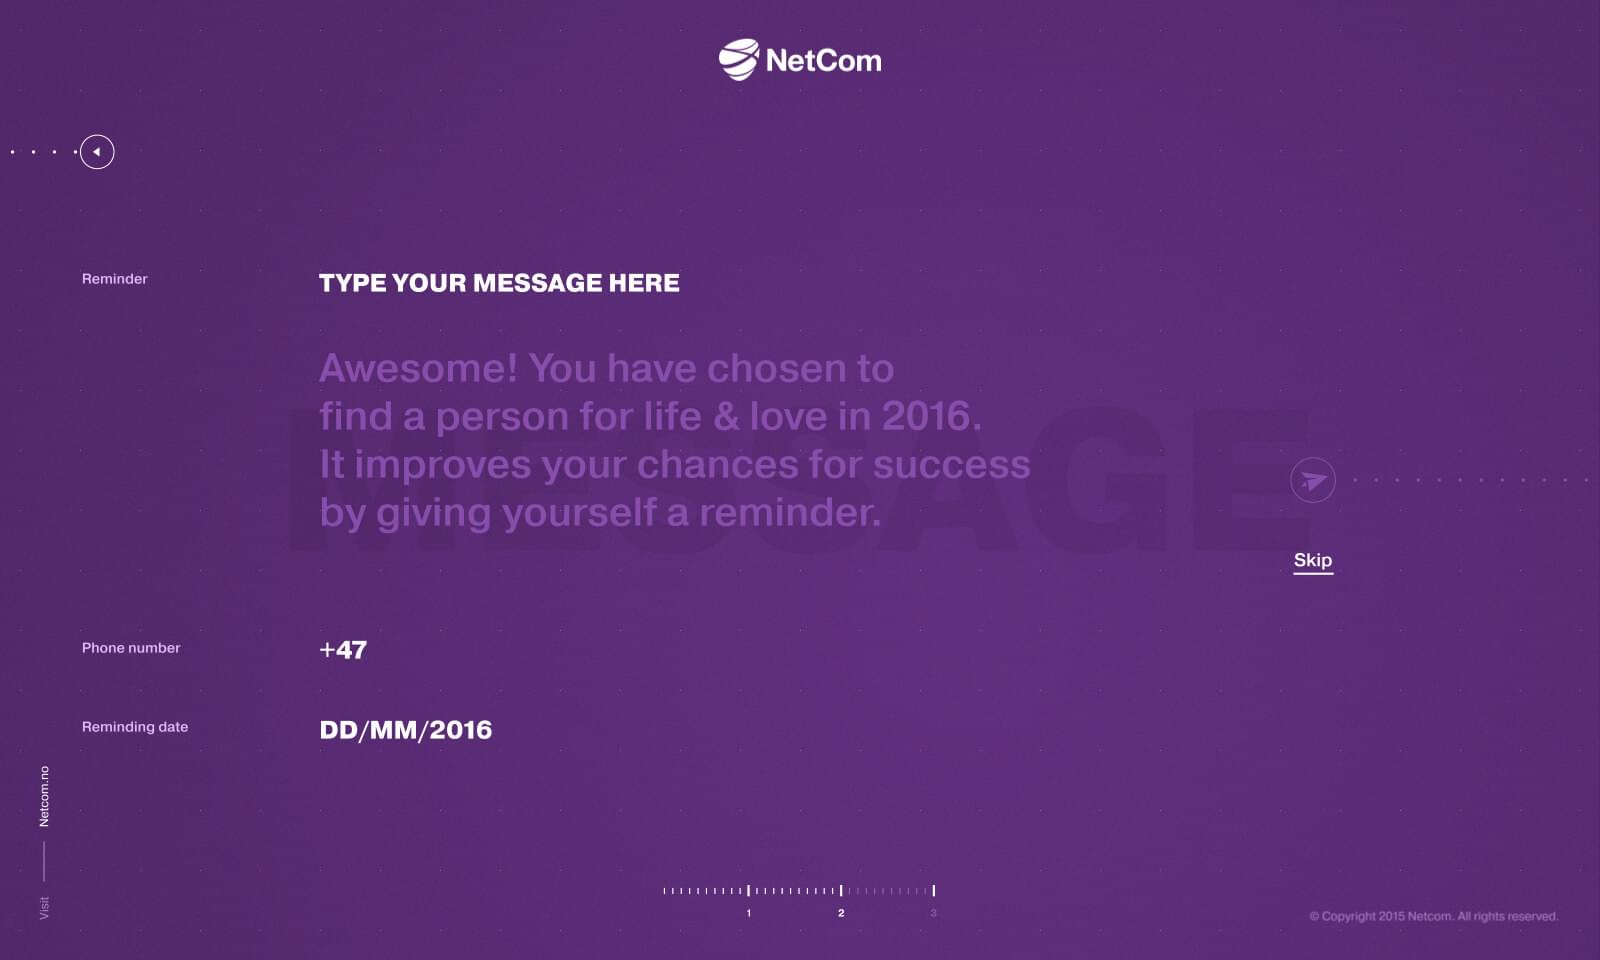 NetCom
Reminder
TYPE YOUR MESSAGE HERE
Awesome! You have chosen to
find a person for life & love in 2016.
It improves your chances for success
by giving yourself a reminder.
MESSAGE
Skip
Phone number
+47
Reminding date
DD/MM/2016
Visit
Netcom.no
1
2
3
© Copyright 2015 Netcom. All rights reserved.